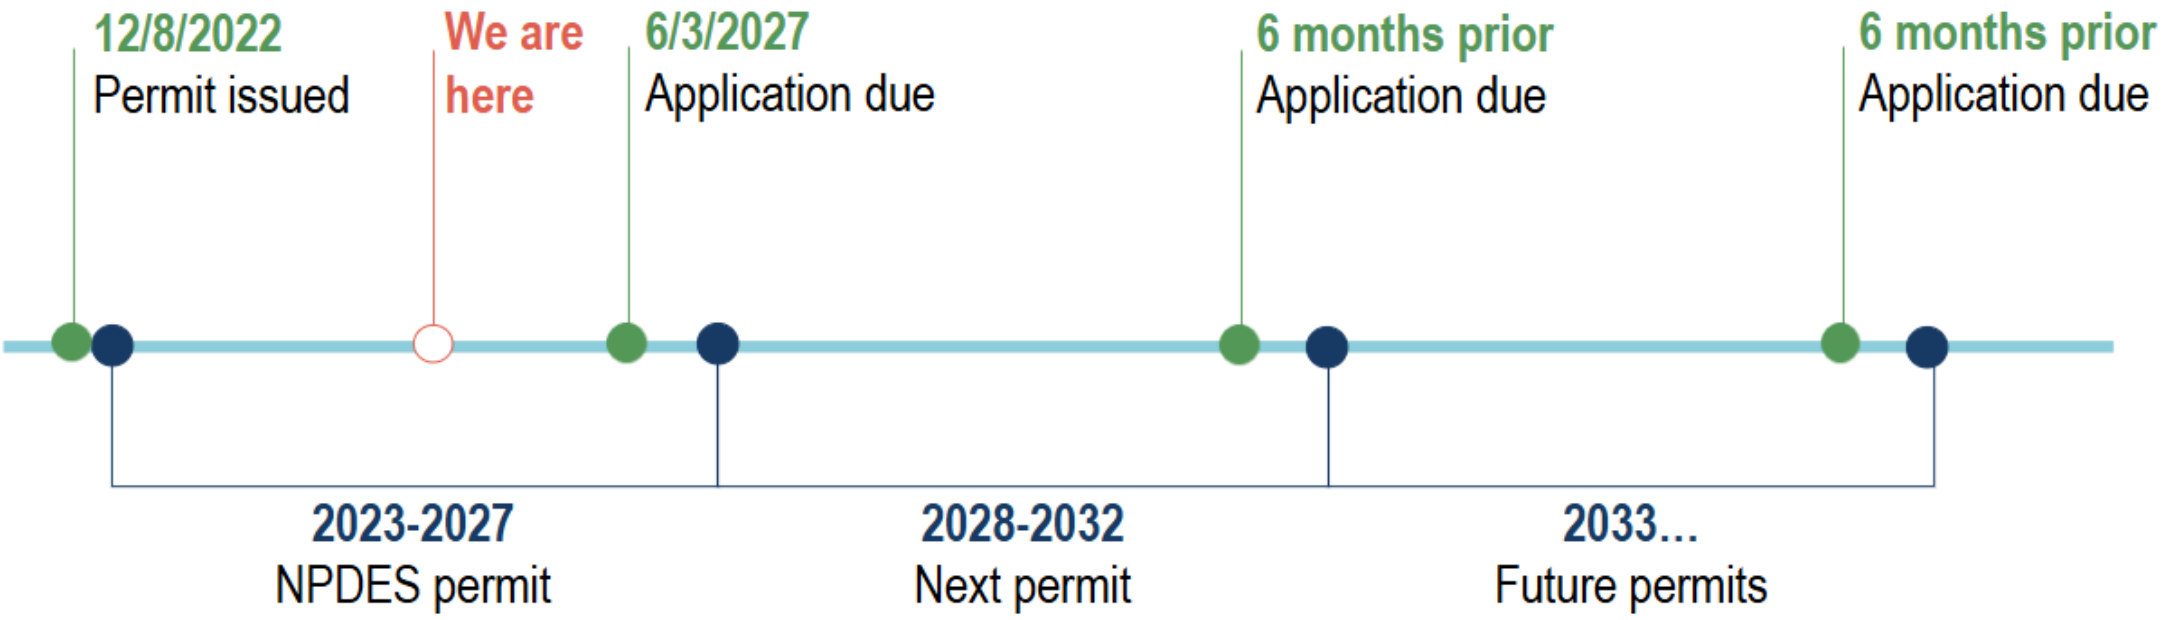 12/8/2022
Permit issued
We are
here
6/3/2027
Application due
6 months prior
Application due
6 months prior
Application due
2023-2027
NPDES permit
2028-2032
Next permit
2033...
Future permits